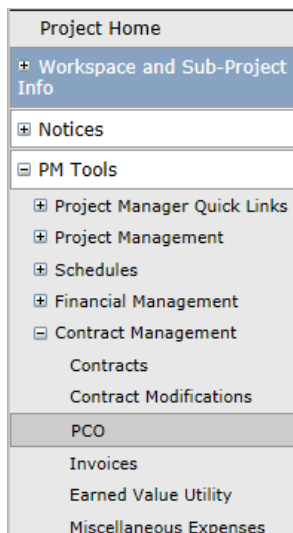 Project Home
Workspace and Sub-Project
Info
Notices
PM Tools
Project Manager Quick Links
Project Management
Schedules
Financial Management
Contract Management
Contracts
Contract Modifications
PCO
Invoices
Earned Value Utility
Miscellaneous Expenses